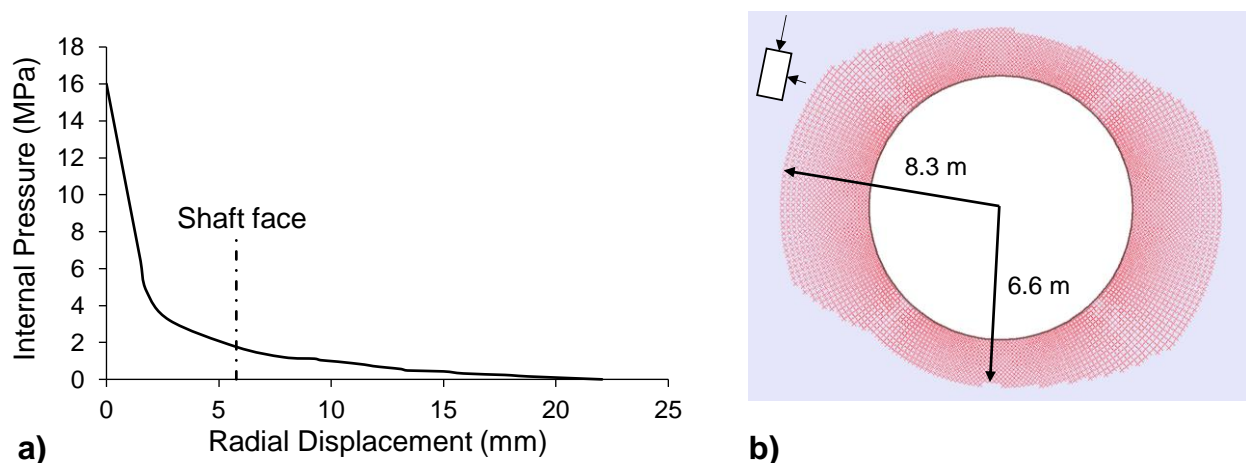 18
16
14
12
10
8
6
4
2
0
Internal Pressure (MPa)
Shaft face
0 5 10 15 20 25
Radial Displacement (mm)
a)
8.3 m
6.6 m
b)